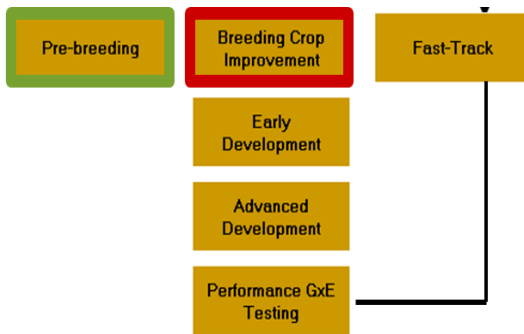 Pre-breeding
Breeding Crop
Improvement
Fast-Track
Early
Development
Advanced
Development
Performance GxE
Testing